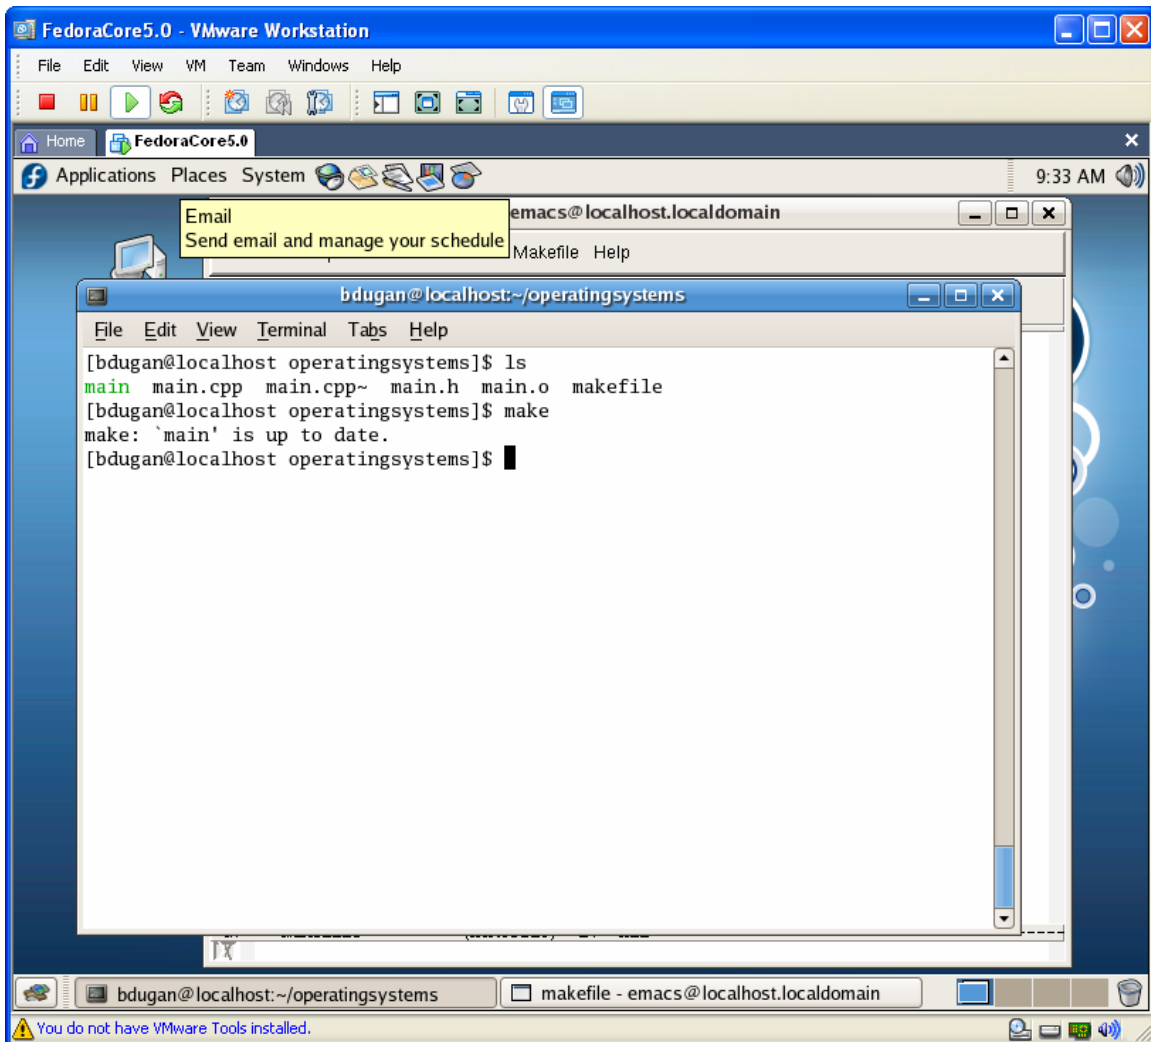 FedoraCore5.0 - VMware Workstation
File Edit View VM Team Windows Help
Home FedoraCore5.0
Applications Places System 9:33 AM
Email
Send email and manage your schedule
emacs@localhost.localdomain
Makefile Help
bdugan@localhost:~/operatingsystems
File Edit View Terminal Tabs Help
[bdugan@localhost operatingsystems]$ ls
main main.cpp main.cpp~ main.h main.o makefile
[bdugan@localhost operatingsystems]$ make
make: `main' is up to date.
[bdugan@localhost operatingsystems]$
bdugan@localhost:~/operatingsystems makefile - emacs@localhost.localdomain
You do not have VMware Tools installed.